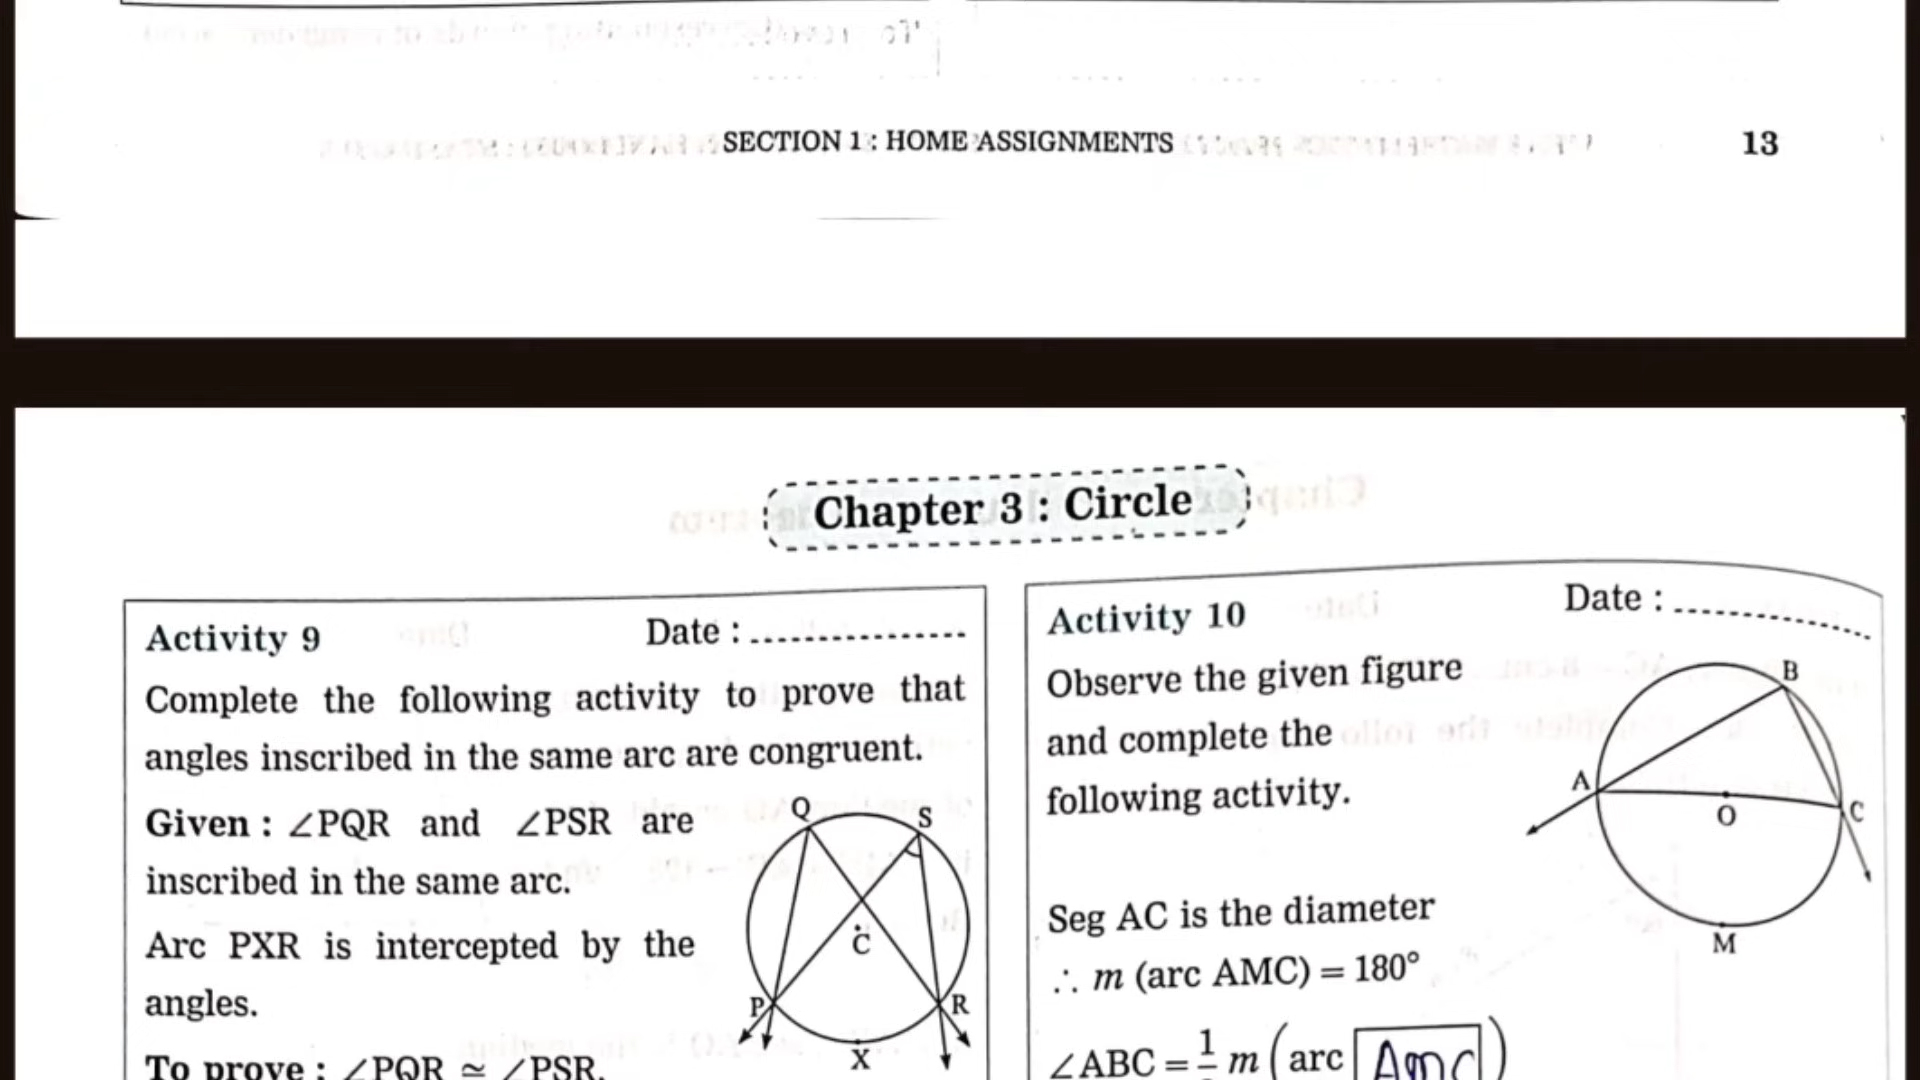 SECTION 1 : HOME ASSIGNMENTS
13
Chapter 3 : Circle
Activity 9 Date : ................
Complete the following activity to prove that
angles inscribed in the same arc are congruent.
Given : ∠PQR and ∠PSR are
inscribed in the same arc.
Arc PXR is intercepted by the
angles.
To prove : ∠PQR ≅ ∠PSR.
Q
S
C
P
R
X
Activity 10 Date : ................
Observe the given figure
and complete the
following activity.
B
A
O
C
M
Seg AC is the diameter
∴ m (arc AMC) = 180°
∠ABC = 1/2 m (arc AMC)